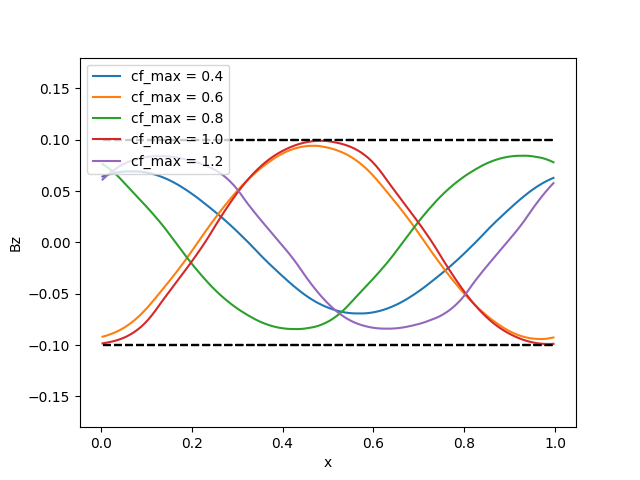 cf_max = 0.4
cf_max = 0.6
cf_max = 0.8
cf_max = 1.0
cf_max = 1.2
0.15
0.10
0.05
0.00
−0.05
−0.10
−0.15
Bz
0.0 0.2 0.4 0.6 0.8 1.0
x